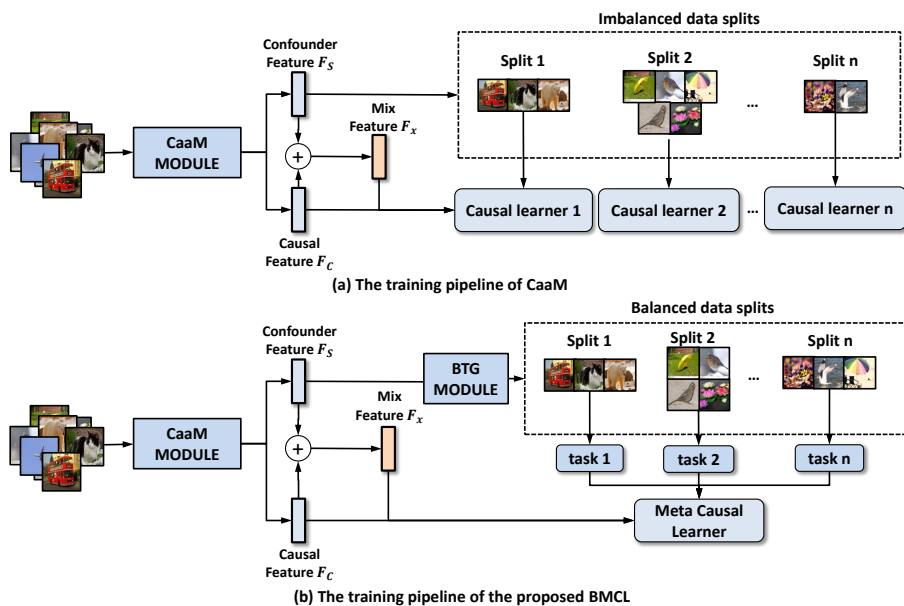 Imbalanced data splits
Confounder
Feature F_S
Split 1
Split 2
Split n
Mix
Feature F_x
CaaM
MODULE
...
+
Causal learner 1
Causal learner 2
...
Causal learner n
Causal
Feature F_C
(a) The training pipeline of CaaM
Balanced data splits
Confounder
Feature F_S
Split 1
Split 2
Split n
BTG
MODULE
Mix
Feature F_x
...
CaaM
MODULE
+
task 1
task 2
task n
Meta Causal
Learner
Causal
Feature F_C
(b) The training pipeline of the proposed BMCL